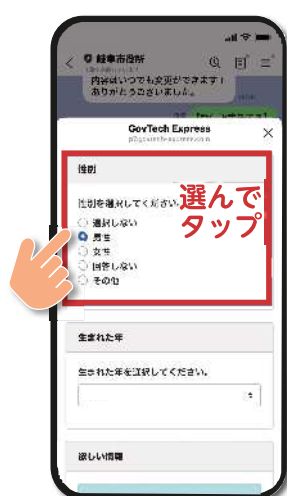 岐阜市役所
内容はいつでも変更ができます！
ありがとうございました。
GovTech Express
性別
性別を選択してください。
選んで
タップ
選択しない
男性
女性
回答しない
その他
生まれた年
生まれた年を選択してください。
欲しい情報